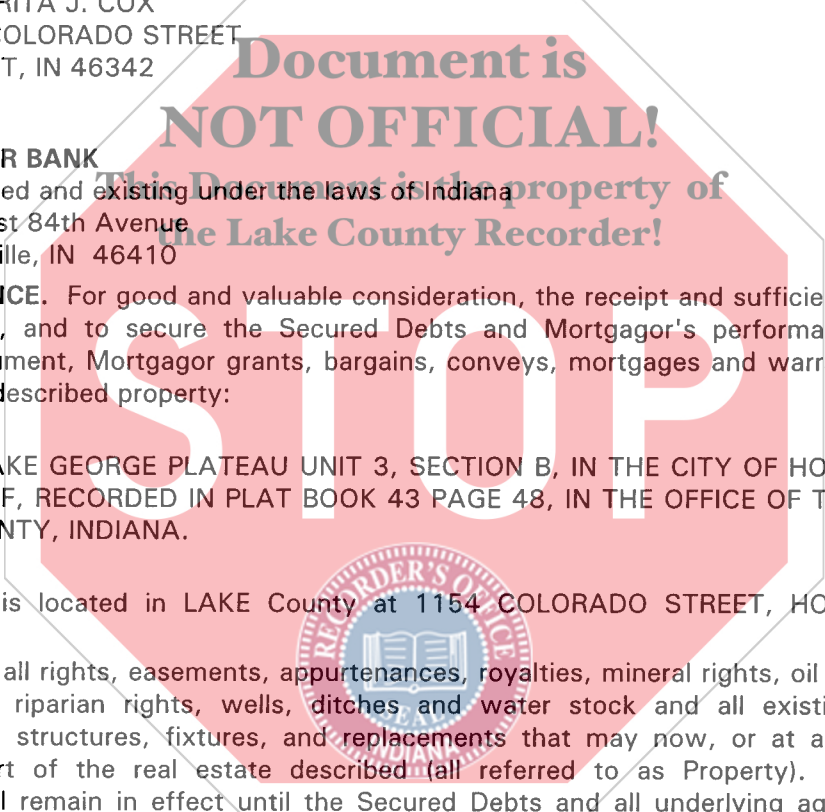 RITA J. COX
COLORADO STREET
T, IN 46342
Document is
NOT OFFICIAL!
This Document is the property of
the Lake County Recorder!
R BANK
ed and existing under the laws of Indiana
st 84th Avenue
ille, IN 46410
NCE. For good and valuable consideration, the receipt and sufficie
, and to secure the Secured Debts and Mortgagor's performa
ument, Mortgagor grants, bargains, conveys, mortgages and warr
described property:
STOP
AKE GEORGE PLATEAU UNIT 3, SECTION B, IN THE CITY OF HO
F, RECORDED IN PLAT BOOK 43 PAGE 48, IN THE OFFICE OF T
NTY, INDIANA.
is located in LAKE County at 1154 COLORADO STREET, HO
RECORDER'S OFFICE
SEAL
INDIANA
all rights, easements, appurtenances, royalties, mineral rights, oil
riparian rights, wells, ditches and water stock and all existi
structures, fixtures, and replacements that may now, or at a
rt of the real estate described (all referred to as Property).
l remain in effect until the Secured Debts and all underlying ag